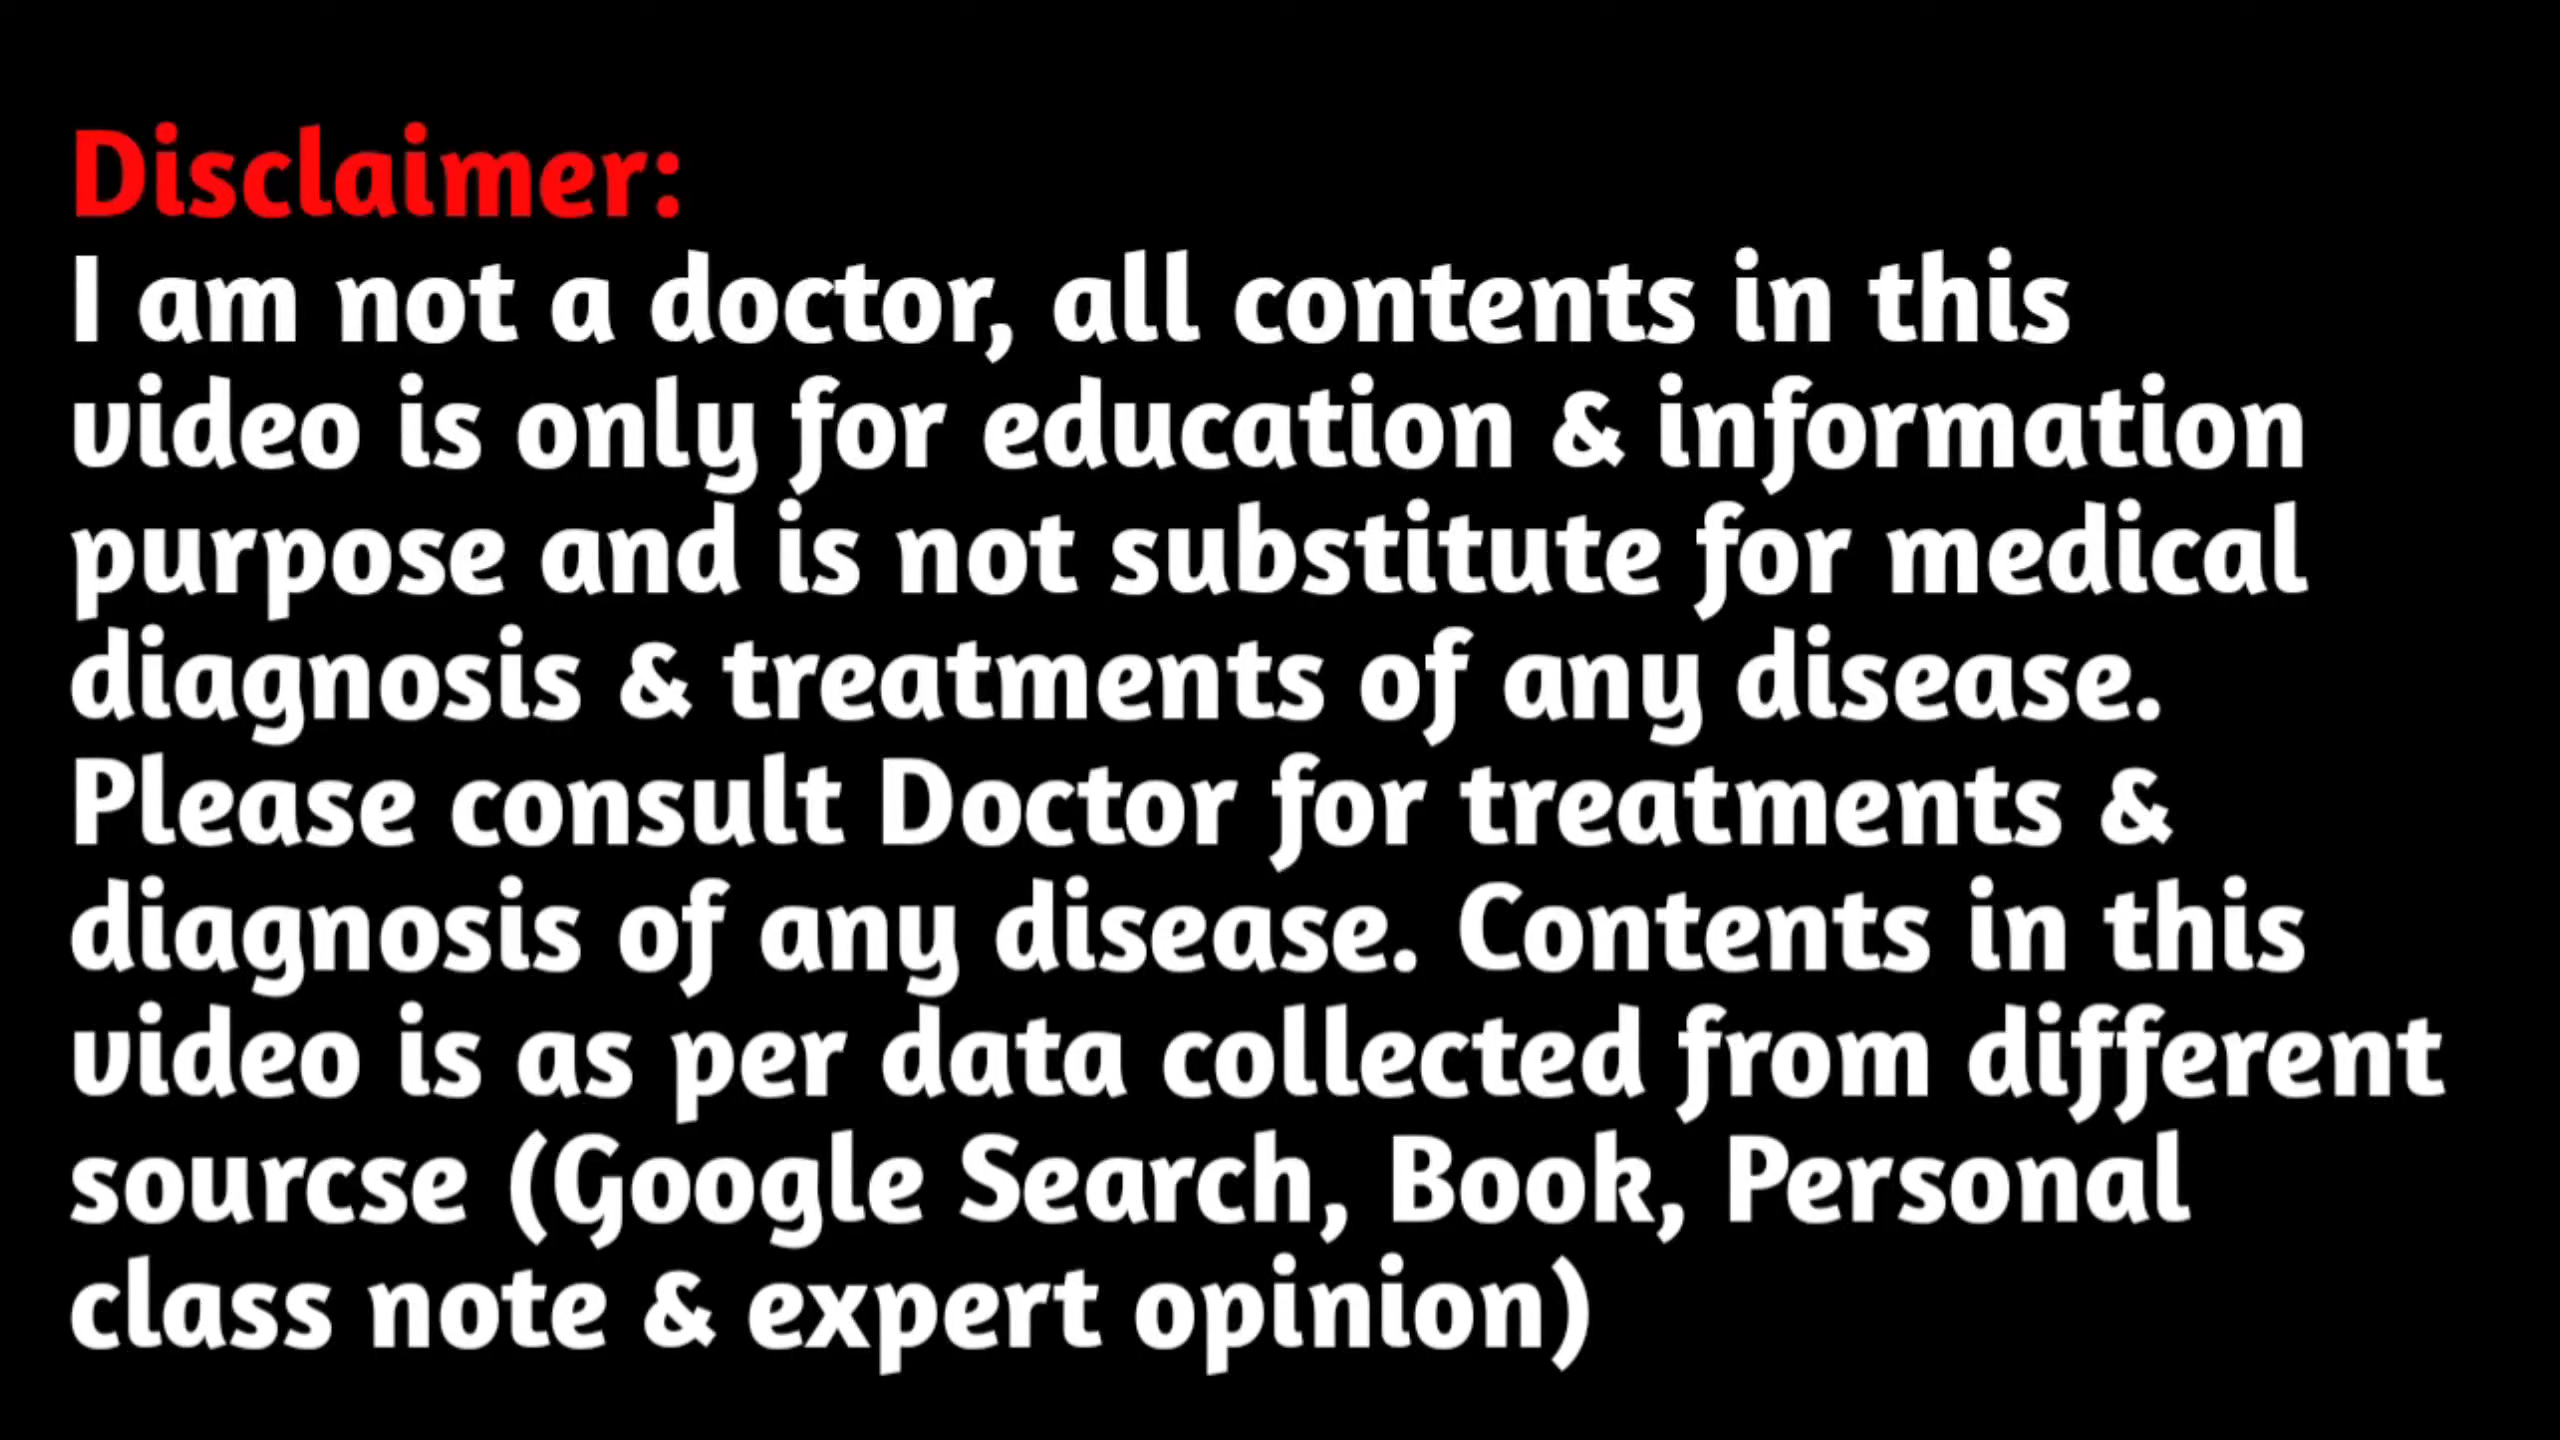 Disclaimer:
I am not a doctor, all contents in this
video is only for education & information
purpose and is not substitute for medical
diagnosis & treatments of any disease.
Please consult Doctor for treatments &
diagnosis of any disease. Contents in this
video is as per data collected from different
sourcse (Google Search, Book, Personal
class note & expert opinion)